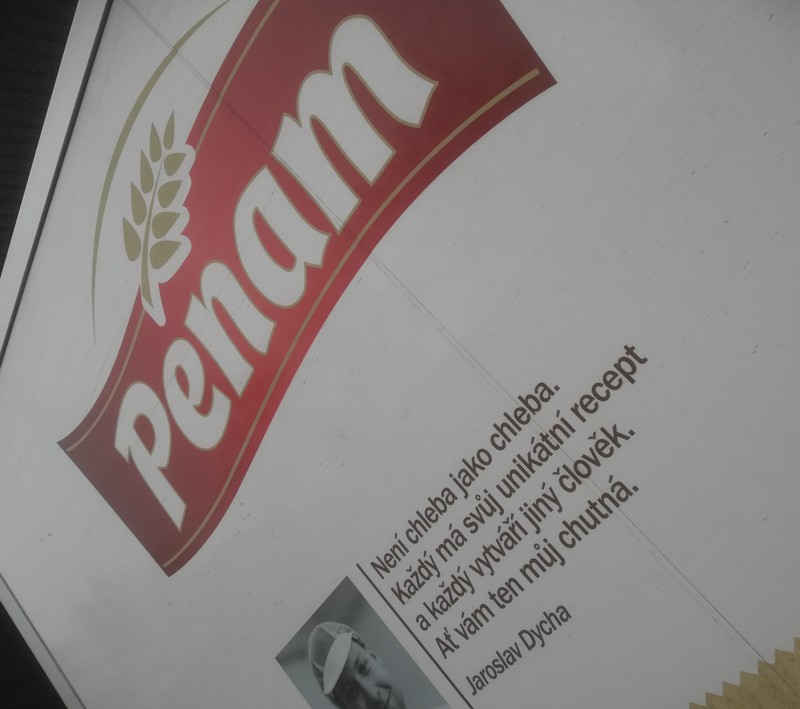 Penam
Není chleba jako chleba.
Každý má svůj unikátní recept
a každý vytváří jiný člověk.
Ať vám ten můj chutná.
Jaroslav Dycha